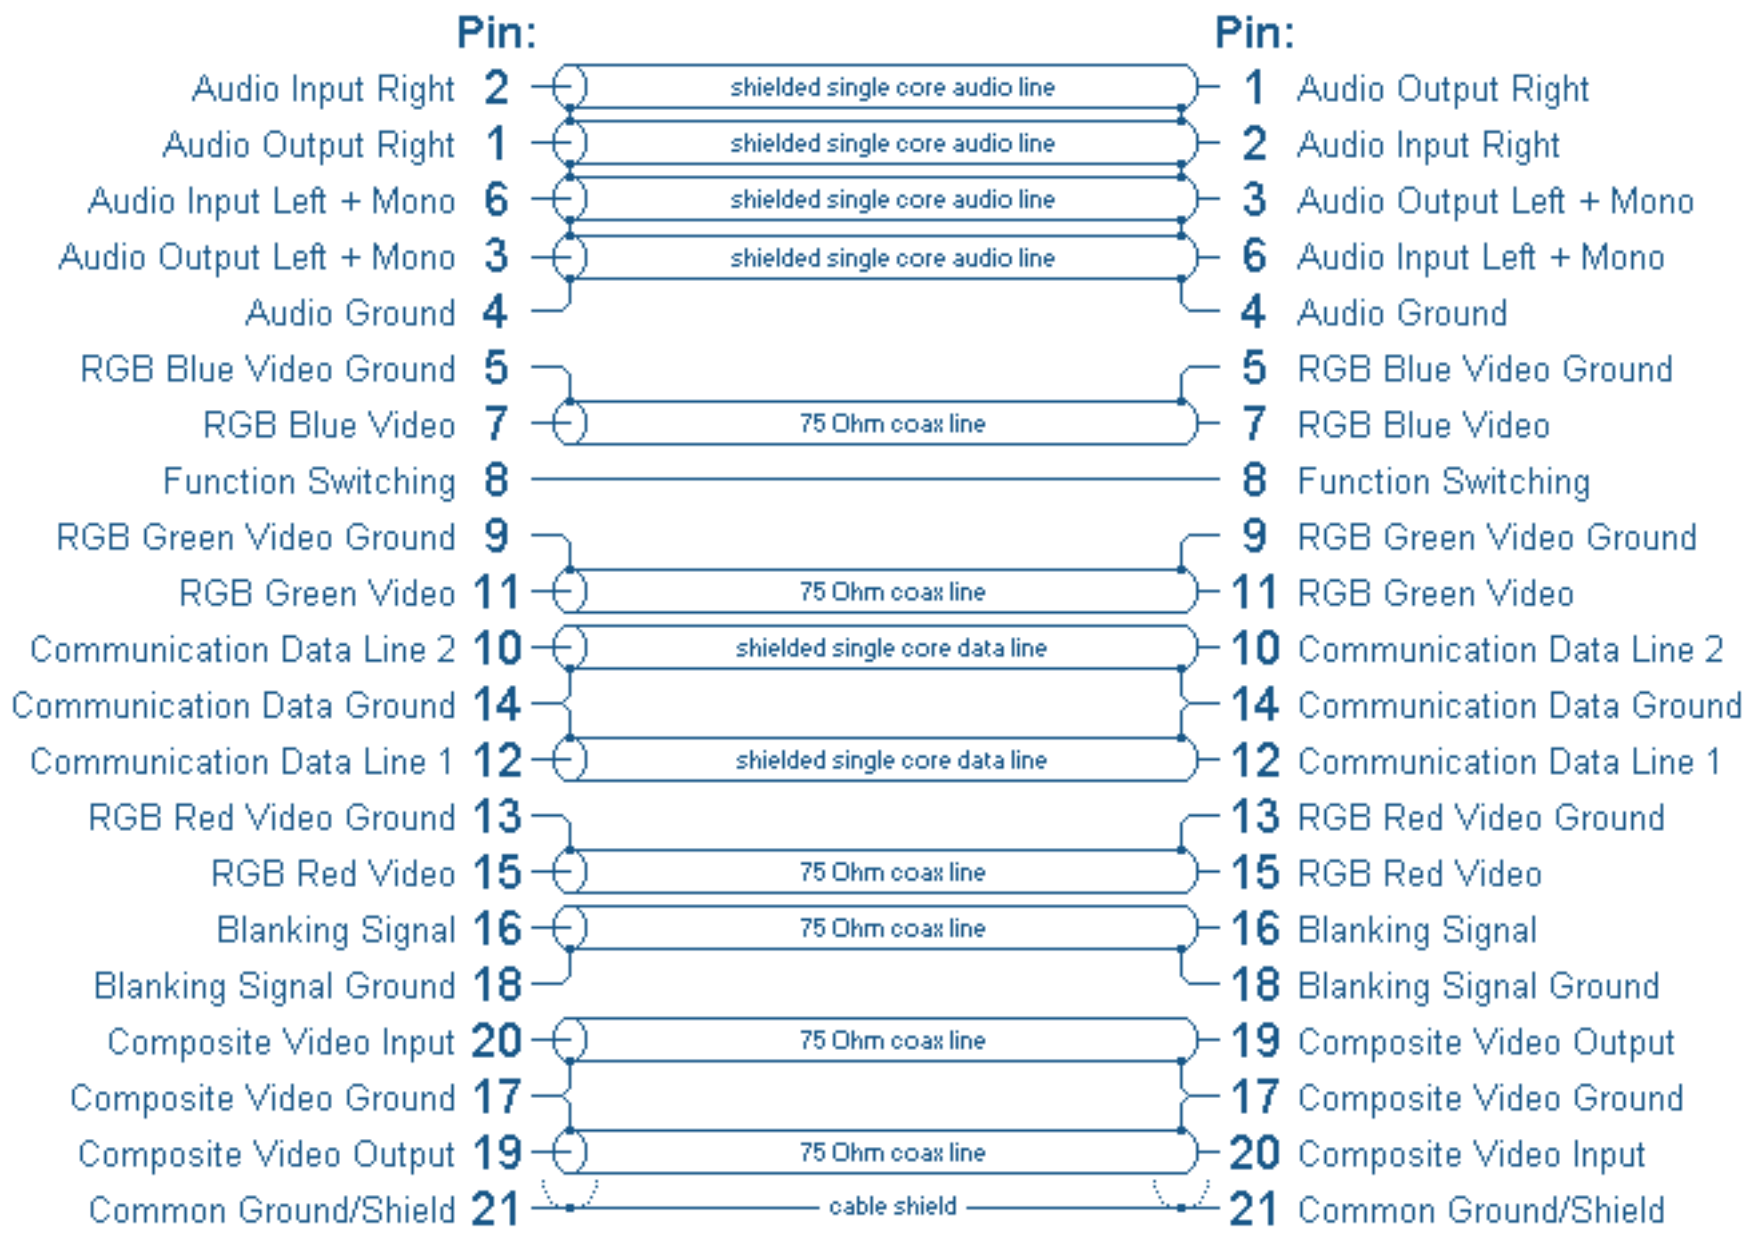 Pin: Pin:
Audio Input Right 2 shielded single core audio line 1 Audio Output Right
Audio Output Right 1 shielded single core audio line 2 Audio Input Right
Audio Input Left + Mono 6 shielded single core audio line 3 Audio Output Left + Mono
Audio Output Left + Mono 3 shielded single core audio line 6 Audio Input Left + Mono
Audio Ground 4 4 Audio Ground
RGB Blue Video Ground 5 5 RGB Blue Video Ground
RGB Blue Video 7 75 Ohm coax line 7 RGB Blue Video
Function Switching 8 8 Function Switching
RGB Green Video Ground 9 9 RGB Green Video Ground
RGB Green Video 11 75 Ohm coax line 11 RGB Green Video
Communication Data Line 2 10 shielded single core data line 10 Communication Data Line 2
Communication Data Ground 14 14 Communication Data Ground
Communication Data Line 1 12 shielded single core data line 12 Communication Data Line 1
RGB Red Video Ground 13 13 RGB Red Video Ground
RGB Red Video 15 75 Ohm coax line 15 RGB Red Video
Blanking Signal 16 75 Ohm coax line 16 Blanking Signal
Blanking Signal Ground 18 18 Blanking Signal Ground
Composite Video Input 20 75 Ohm coax line 19 Composite Video Output
Composite Video Ground 17 17 Composite Video Ground
Composite Video Output 19 75 Ohm coax line 20 Composite Video Input
Common Ground/Shield 21 cable shield 21 Common Ground/Shield